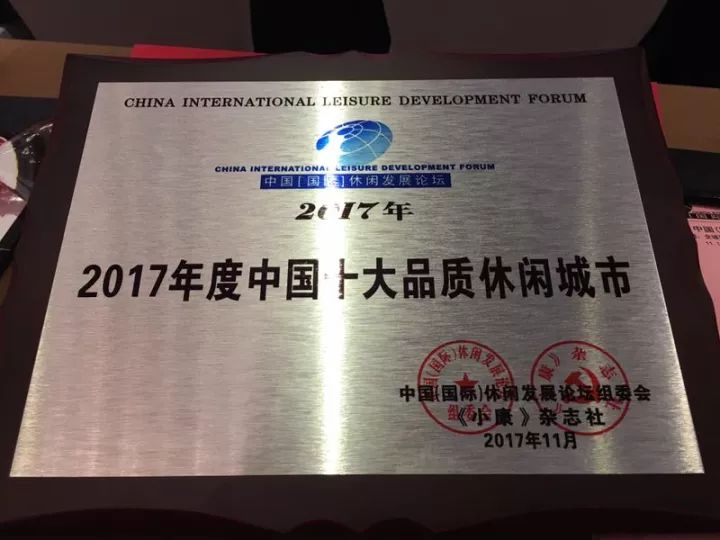 CHINA INTERNATIONAL LEISURE DEVELOPMENT FORUM
CHINA INTERNATIONAL LEISURE DEVELOPMENT FORUM
中国[国际]休闲发展论坛
2017年
2017年度中国十大品质休闲城市
中国(国际)休闲发展论坛组委会
《小康》杂志社
2017年11月
组委会